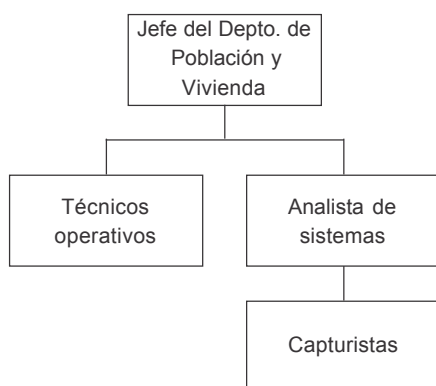 Jefe del Depto. de
Población y
Vivienda
Técnicos
operativos
Analista de
sistemas
Capturistas